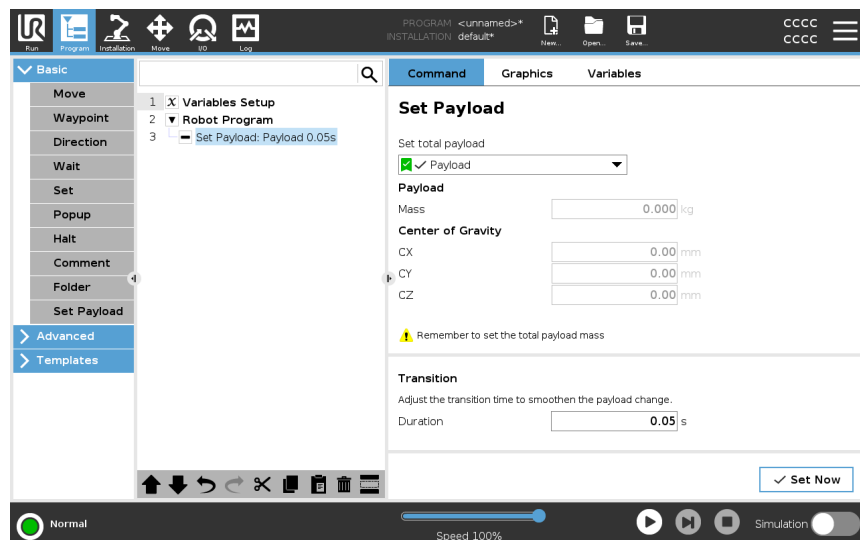 UR
PROGRAM <unnamed>*
INSTALLATION default*
CCCC
CCCC
Run Program Installation Move I/O Log
New... Open... Save...
Basic
Move
Waypoint
Direction
Wait
Set
Popup
Halt
Comment
Folder
Set Payload
Advanced
Templates
1 X Variables Setup
2 Robot Program
3 Set Payload: Payload 0.05s
Command Graphics Variables
Set Payload
Set total payload
Payload
Payload
Mass 0.000 kg
Center of Gravity
CX 0.00 mm
CY 0.00 mm
CZ 0.00 mm
Remember to set the total payload mass
Transition
Adjust the transition time to smoothen the payload change.
Duration 0.05 s
Set Now
Normal
Speed 100%
Simulation